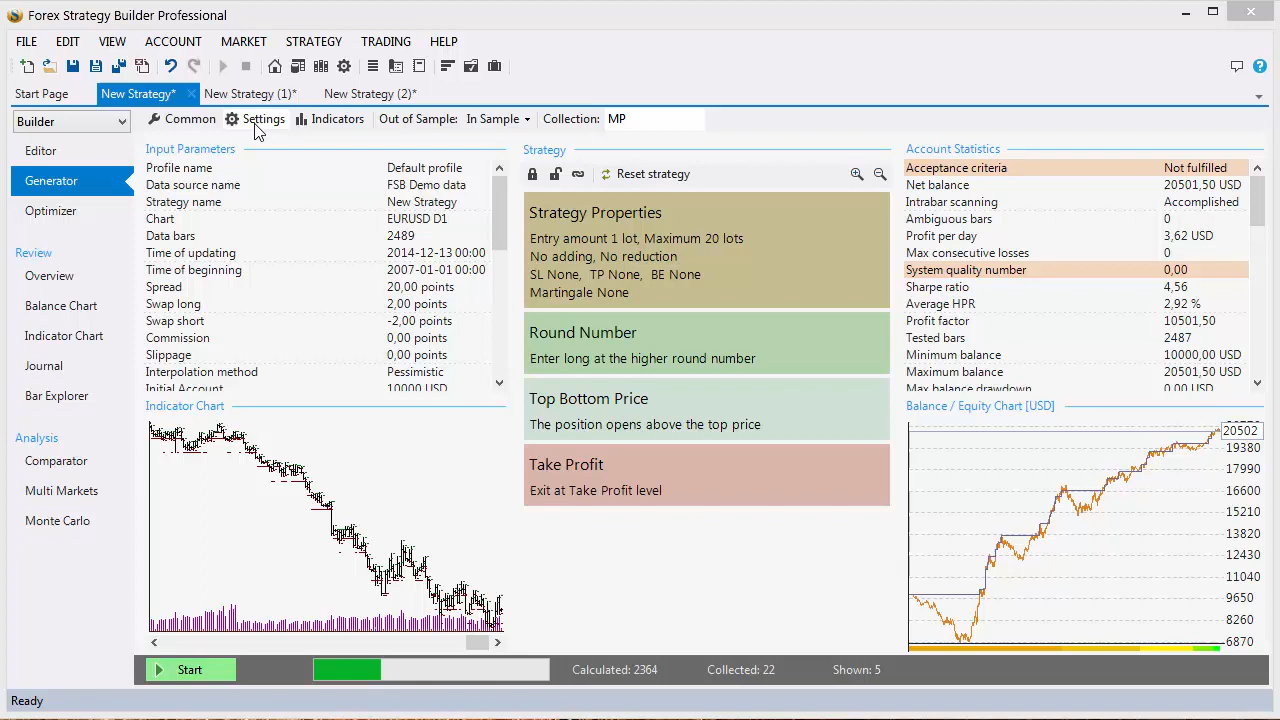 Forex Strategy Builder Professional
FILE EDIT VIEW ACCOUNT MARKET STRATEGY TRADING HELP
Start Page New Strategy* New Strategy (1)* New Strategy (2)*
Builder
Common Settings Indicators Out of Sample: In Sample Collection: MP
Editor
Generator
Optimizer
Review
Overview
Balance Chart
Indicator Chart
Journal
Bar Explorer
Analysis
Comparator
Multi Markets
Monte Carlo
Input Parameters
Profile name Default profile
Data source name FSB Demo data
Strategy name New Strategy
Chart EURUSD D1
Data bars 2489
Time of updating 2014-12-13 00:00
Time of beginning 2007-01-01 00:00
Spread 20,00 points
Swap long 2,00 points
Swap short -2,00 points
Commission 0,00 points
Slippage 0,00 points
Interpolation method Pessimistic
Initial Account 10000 USD
Indicator Chart
Strategy
Reset strategy
Strategy Properties
Entry amount 1 lot, Maximum 20 lots
No adding, No reduction
SL None, TP None, BE None
Martingale None
Round Number
Enter long at the higher round number
Top Bottom Price
The position opens above the top price
Take Profit
Exit at Take Profit level
Account Statistics
Acceptance criteria Not fulfilled
Net balance 20501,50 USD
Intrabar scanning Accomplished
Ambiguous bars 0
Profit per day 3,62 USD
Max consecutive losses 0
System quality number 0,00
Sharpe ratio 4,56
Average HPR 2,92 %
Profit factor 10501,50
Tested bars 2487
Minimum balance 10000,00 USD
Maximum balance 20501,50 USD
Max balance drawdown 0,00 USD
Balance / Equity Chart [USD]
20502
19380
17990
16600
15210
13820
12430
11040
9650
8260
6870
Start Calculated: 2364 Collected: 22 Shown: 5
Ready